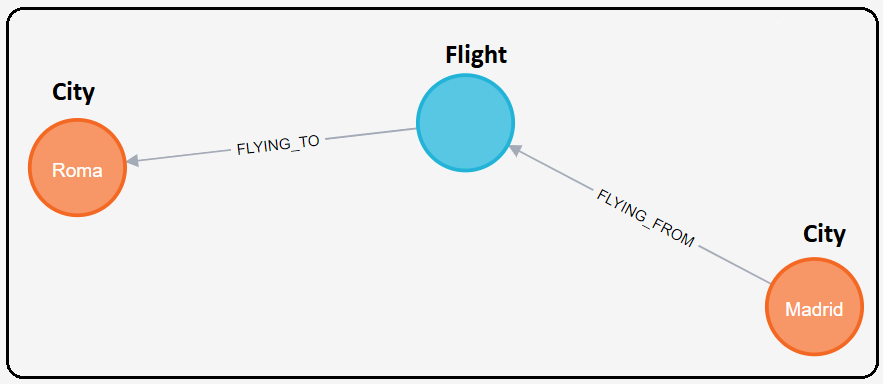 Flight
City
FLYING_TO
Roma
FLYING_FROM
City
Madrid